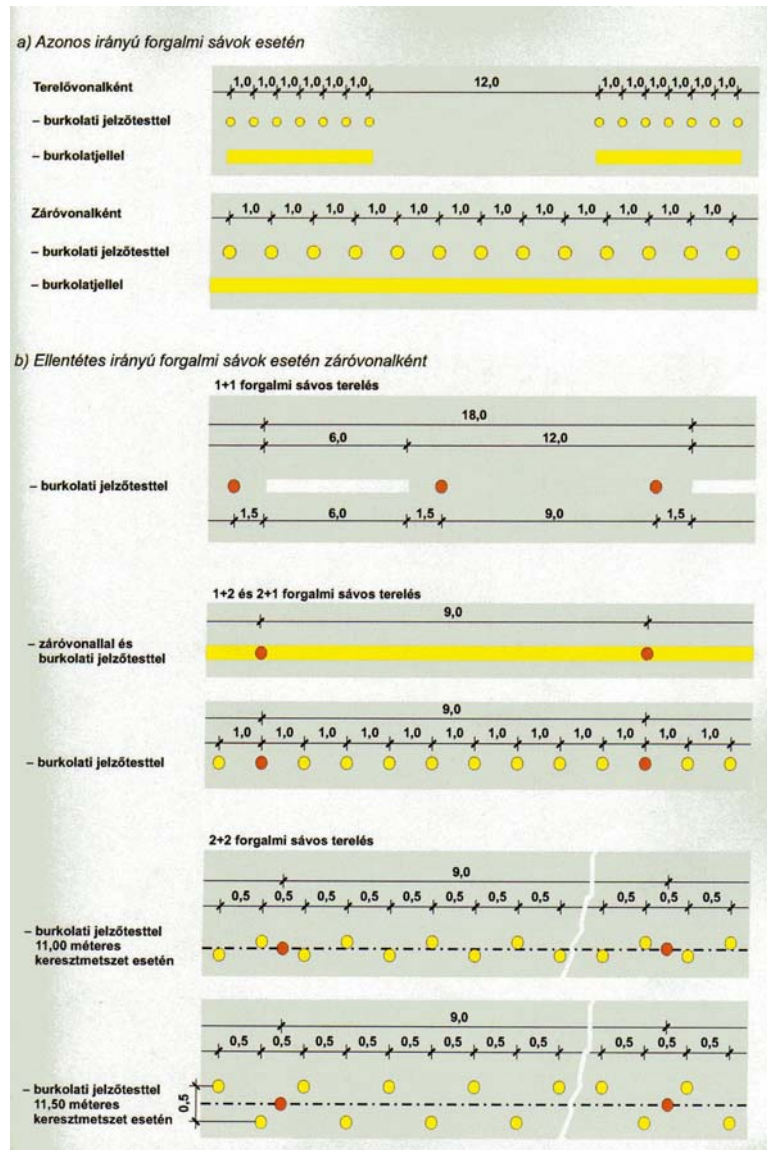 a) Azonos irányú forgalmi sávok esetén
Terelővonalként
1,0 1,0 1,0 1,0 1,0 1,0 12,0 1,0 1,0 1,0 1,0 1,0 1,0
– burkolati jelzőtesttel
– burkolatjellel
Záróvonalként
1,0 1,0 1,0 1,0 1,0 1,0 1,0 1,0 1,0 1,0 1,0 1,0
– burkolati jelzőtesttel
– burkolatjellel
b) Ellentétes irányú forgalmi sávok esetén záróvonalként
1+1 forgalmi sávos terelés
18,0
6,0 12,0
– burkolati jelzőtesttel
1,5 6,0 1,5 9,0 1,5
1+2 és 2+1 forgalmi sávos terelés
9,0
– záróvonallal és
burkolati jelzőtesttel
9,0
1,0 1,0 1,0 1,0 1,0 1,0 1,0 1,0 1,0 1,0 1,0 1,0
– burkolati jelzőtesttel
2+2 forgalmi sávos terelés
9,0
0,5 0,5 0,5 0,5 0,5 0,5 0,5 0,5 0,5 0,5 0,5
– burkolati jelzőtesttel
11,00 méteres
keresztmetszet esetén
9,0
0,5 0,5 0,5 0,5 0,5 0,5 0,5 0,5 0,5 0,5 0,5
– burkolati jelzőtesttel
11,50 méteres
keresztmetszet esetén
0,5